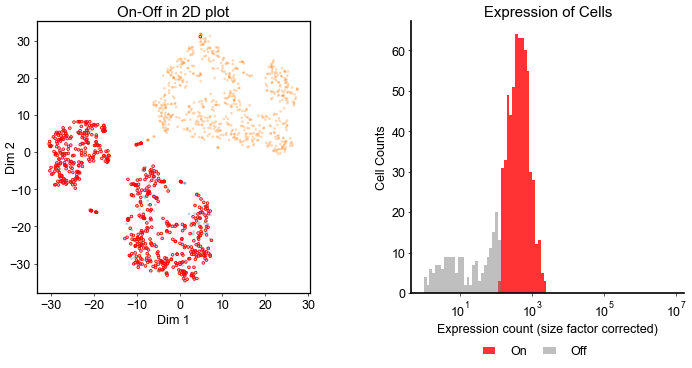 On-Off in 2D plot
Expression of Cells
Dim 2
30
20
10
0
−10
−20
−30
−30 −20 −10 0 10 20 30
Dim 1
Cell Counts
60
50
40
30
20
10
0
10^1 10^3 10^5 10^7
Expression count (size factor corrected)
On Off